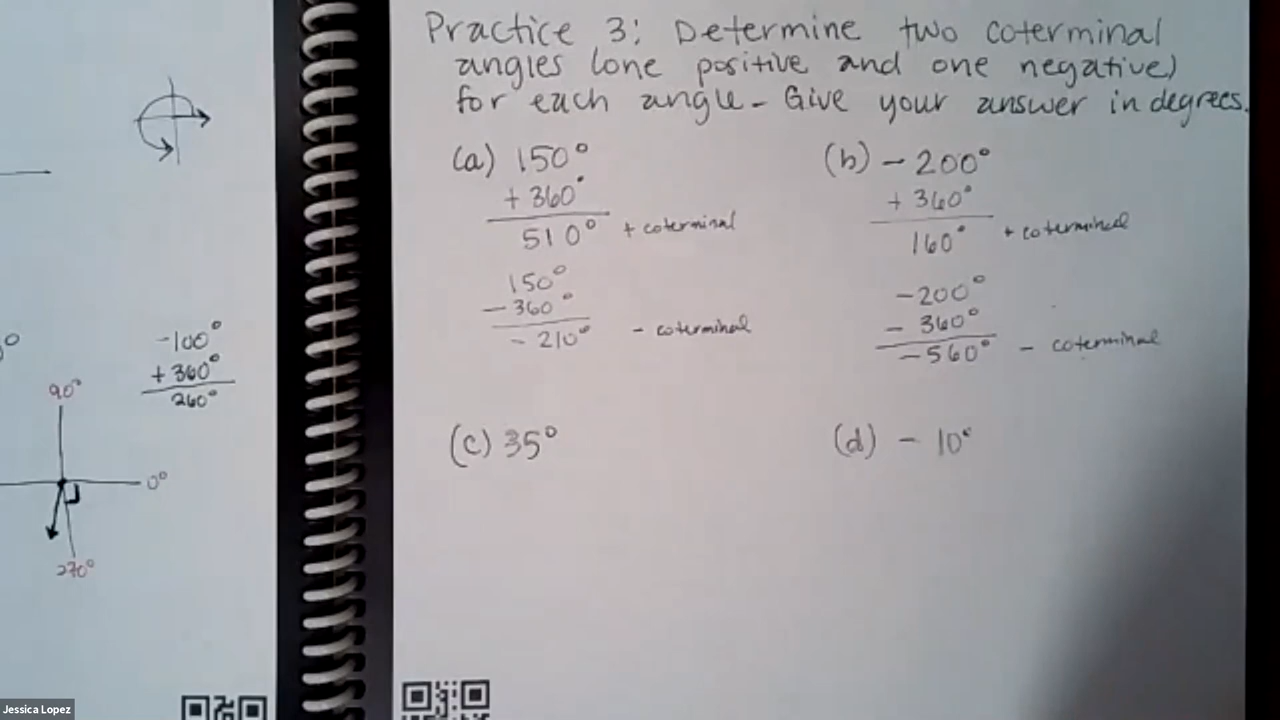 Practice 3: Determine two coterminal
angles (one positive and one negative)
for each angle - Give your answer in degrees.
(a) 150°
+ 360°
510° + coterminal
150°
- 360°
- 210° - coterminal
(b) - 200°
+ 360°
160° + coterminal
-200°
- 360°
-560° - coterminal
(c) 35°
(d) - 10°
-100°
+ 360°
260°
90°
0°
270°
Jessica Lopez